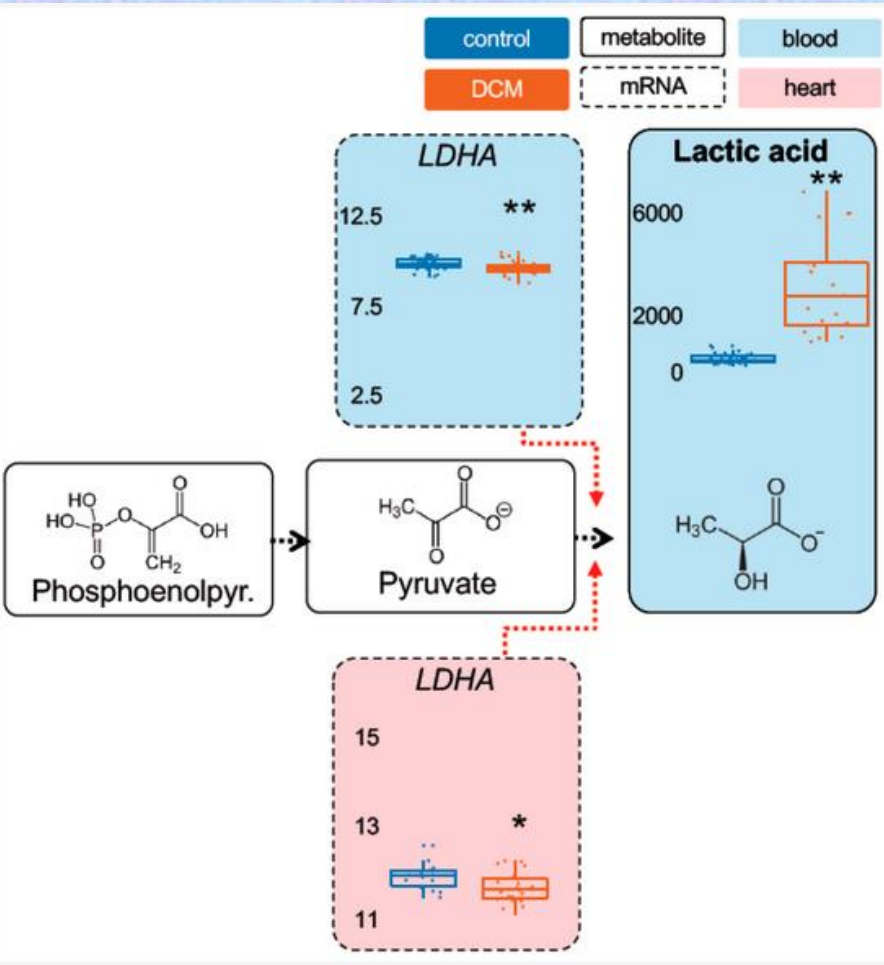 control metabolite blood
DCM mRNA heart
LDHA
**
12.5
7.5
2.5
Lactic acid
**
6000
2000
0
H₃C
O
O⁻
OH
HO
HO
P
O
O
O
OH
CH₂
Phosphoenolpyr.
H₃C
O
O⊖
O
Pyruvate
LDHA
15
13
*
11